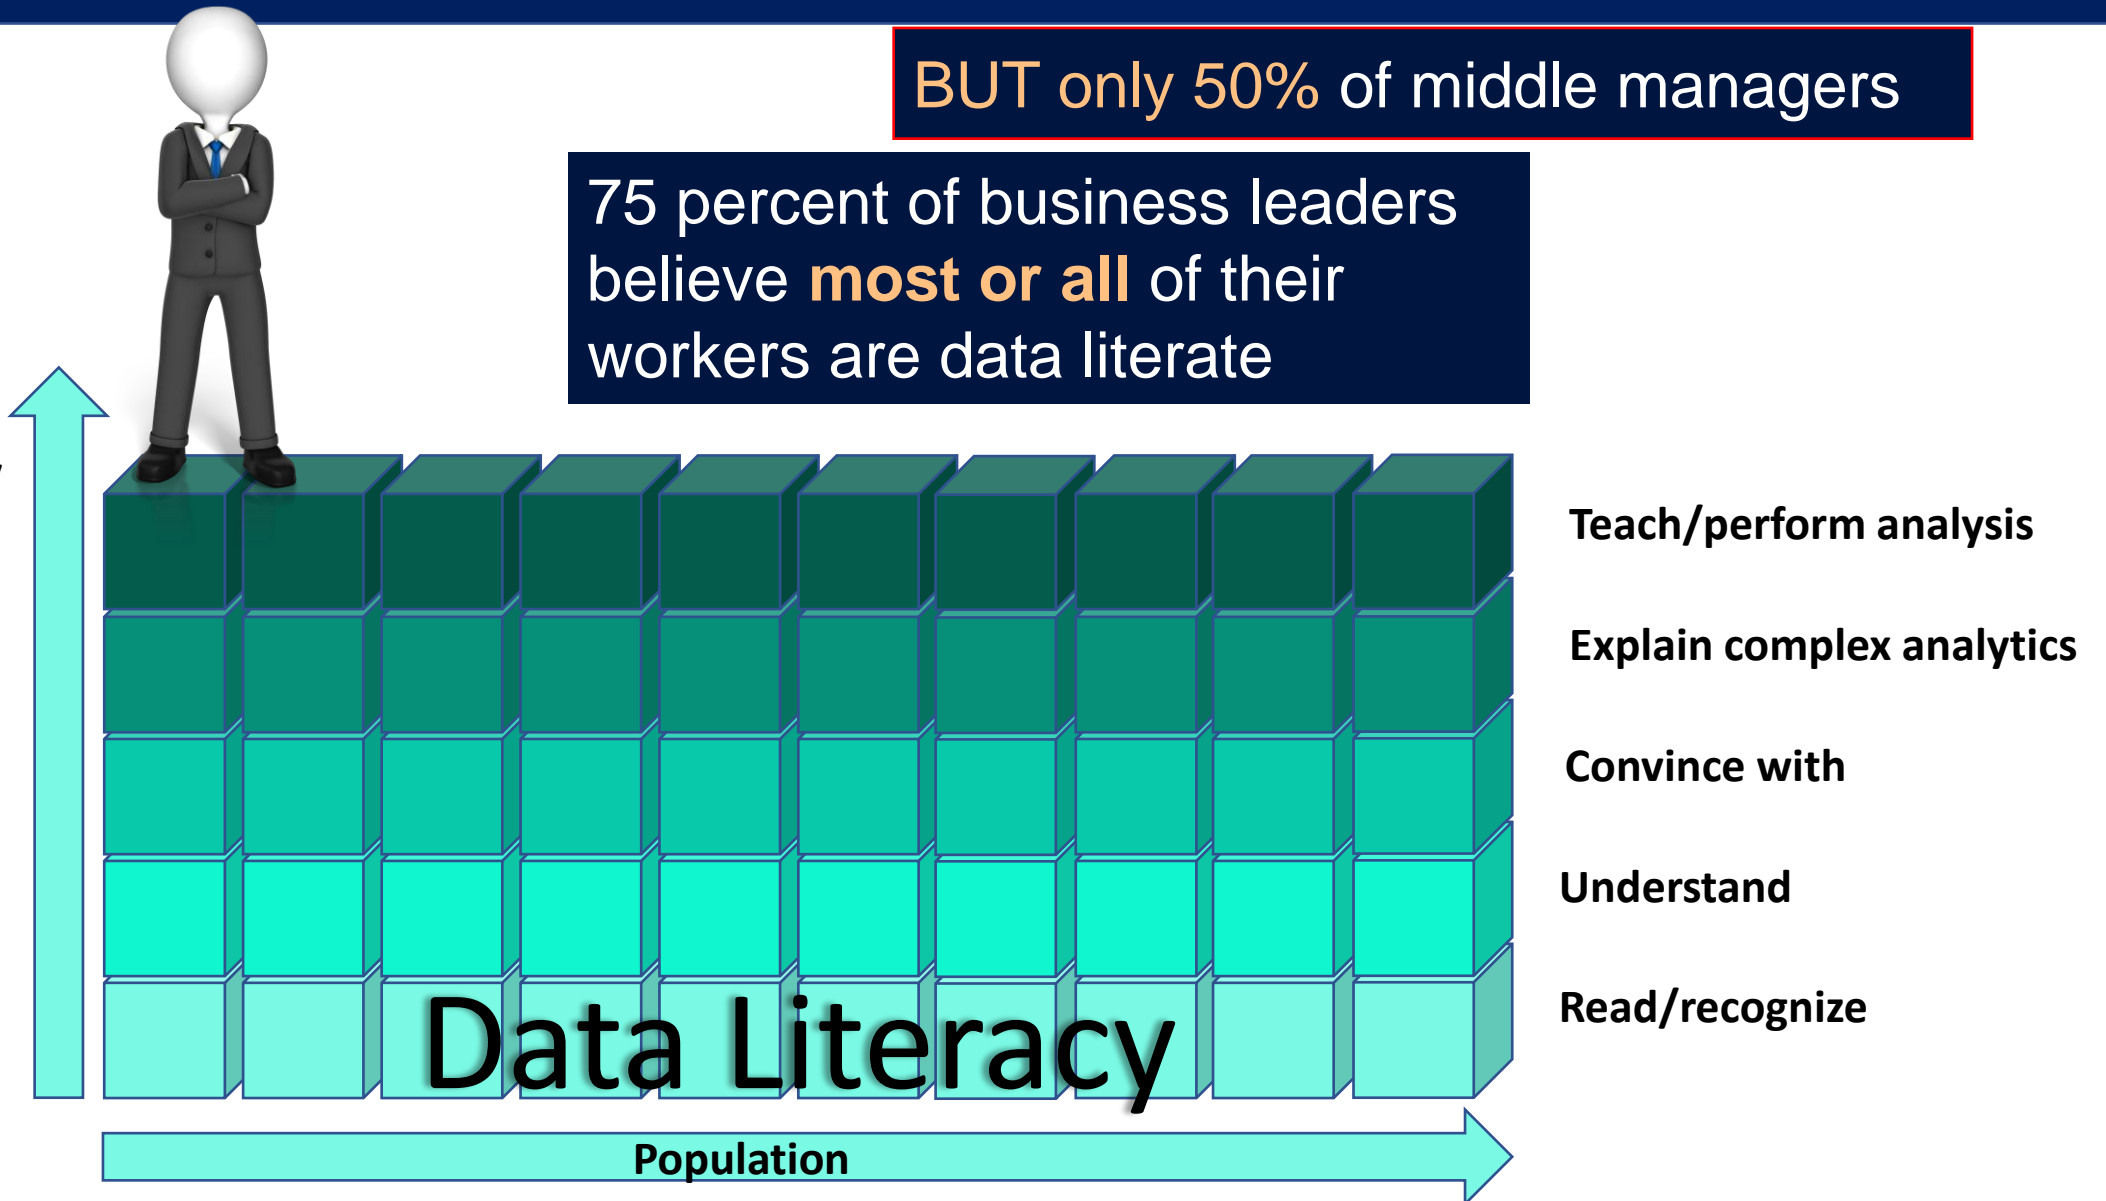 BUT only 50% of middle managers
75 percent of business leaders
believe most or all of their
workers are data literate
Teach/perform analysis
Explain complex analytics
Convince with
Understand
Read/recognize
Data Literacy
Population